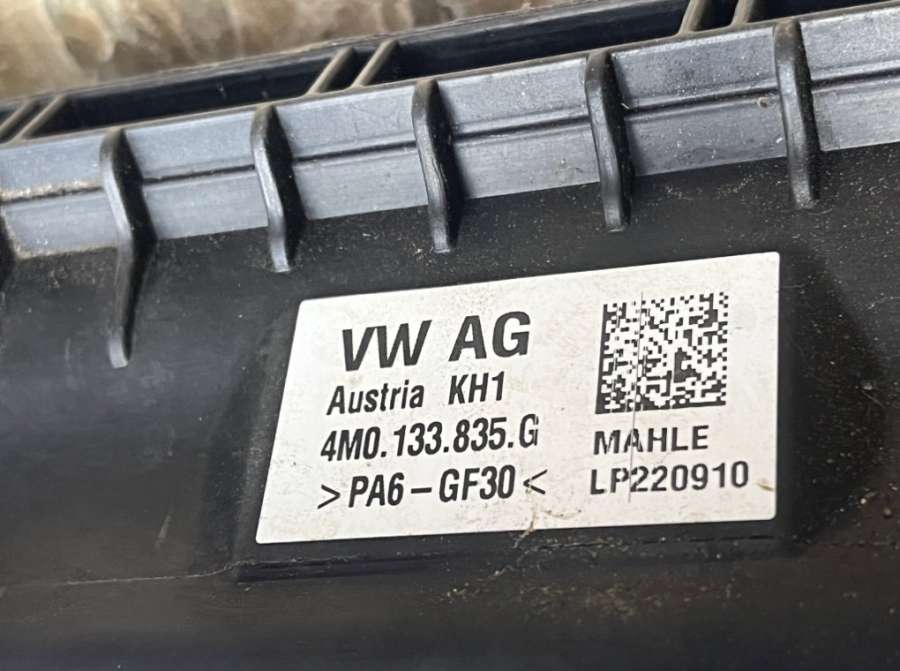 VW AG
Austria KH1
4M0.133.835.G
>PA6-GF30<
MAHLE
LP220910